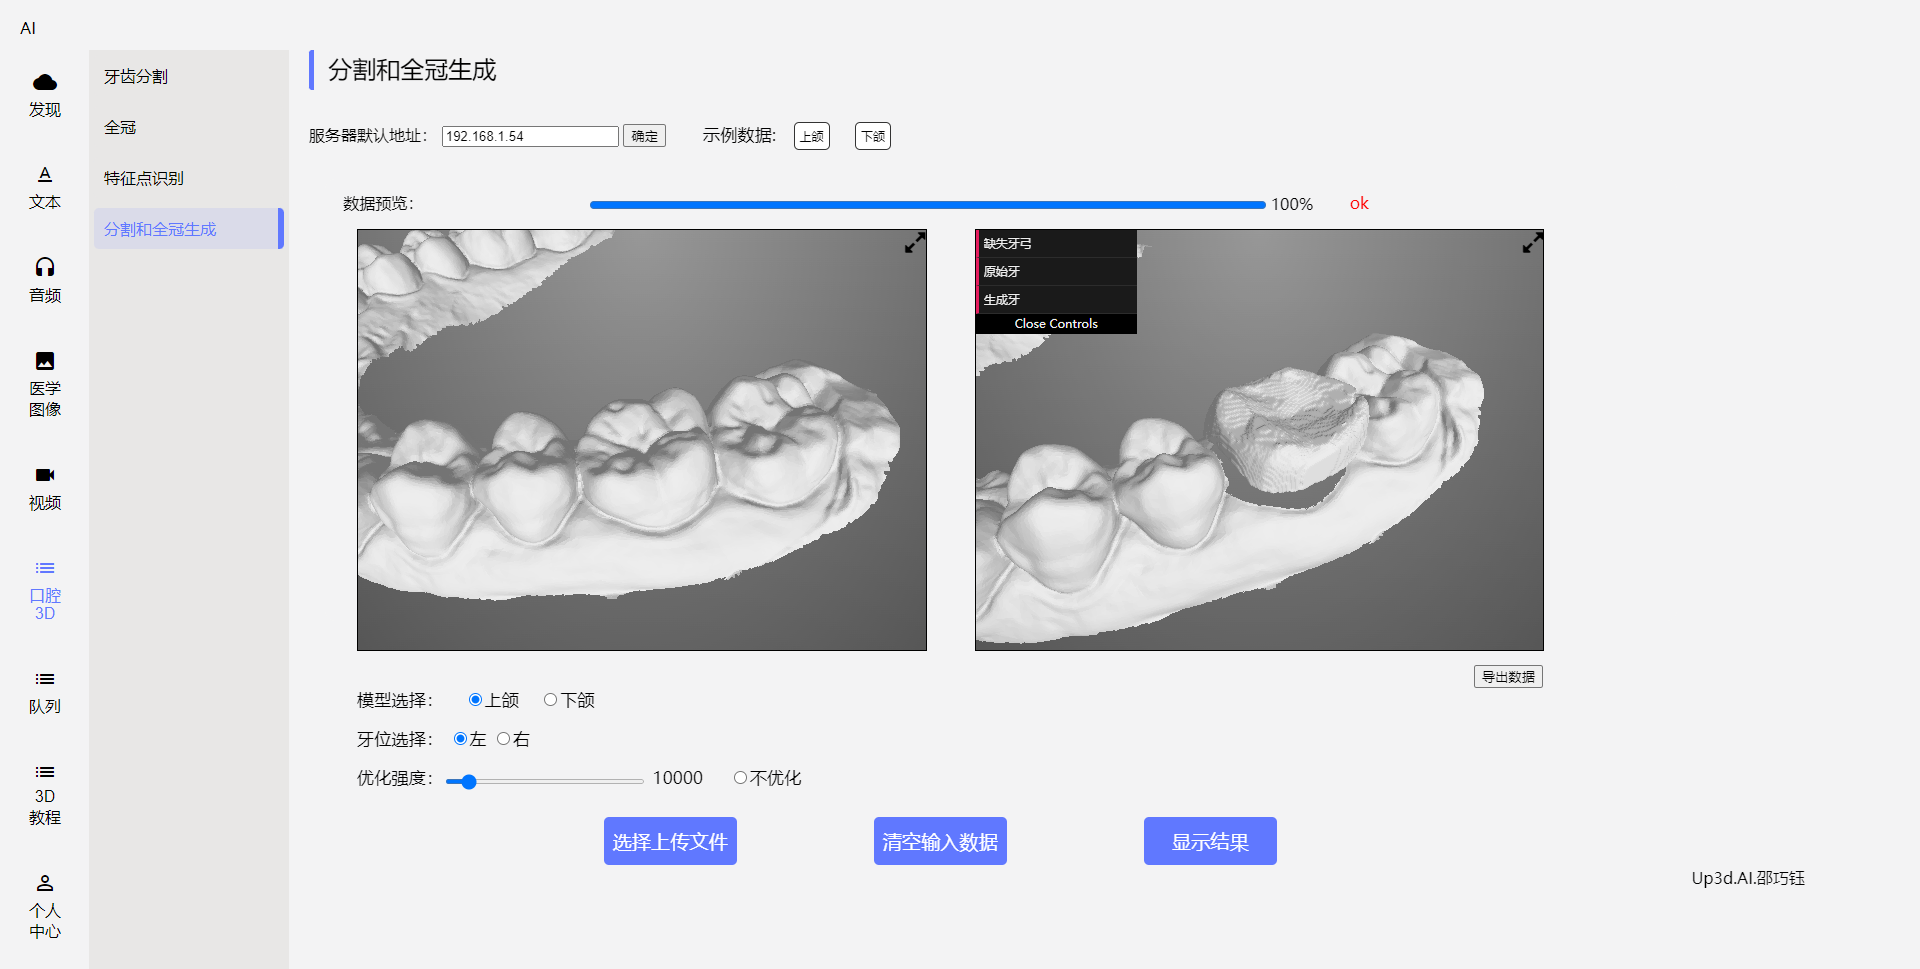 AI
发现
文本
音频
医学
图像
视频
口腔
3D
队列
3D
教程
个人
中心
牙齿分割
全冠
特征点识别
分割和全冠生成
分割和全冠生成
服务器默认地址： 192.168.1.54 确定 示例数据: 上颌 下颌
数据预览： 100% ok
缺失牙弓
原始牙
生成牙
Close Controls
导出数据
模型选择： 上颌 下颌
牙位选择： 左 右
优化强度： 10000 不优化
选择上传文件 清空输入数据 显示结果
Up3d.AI.邵巧钰